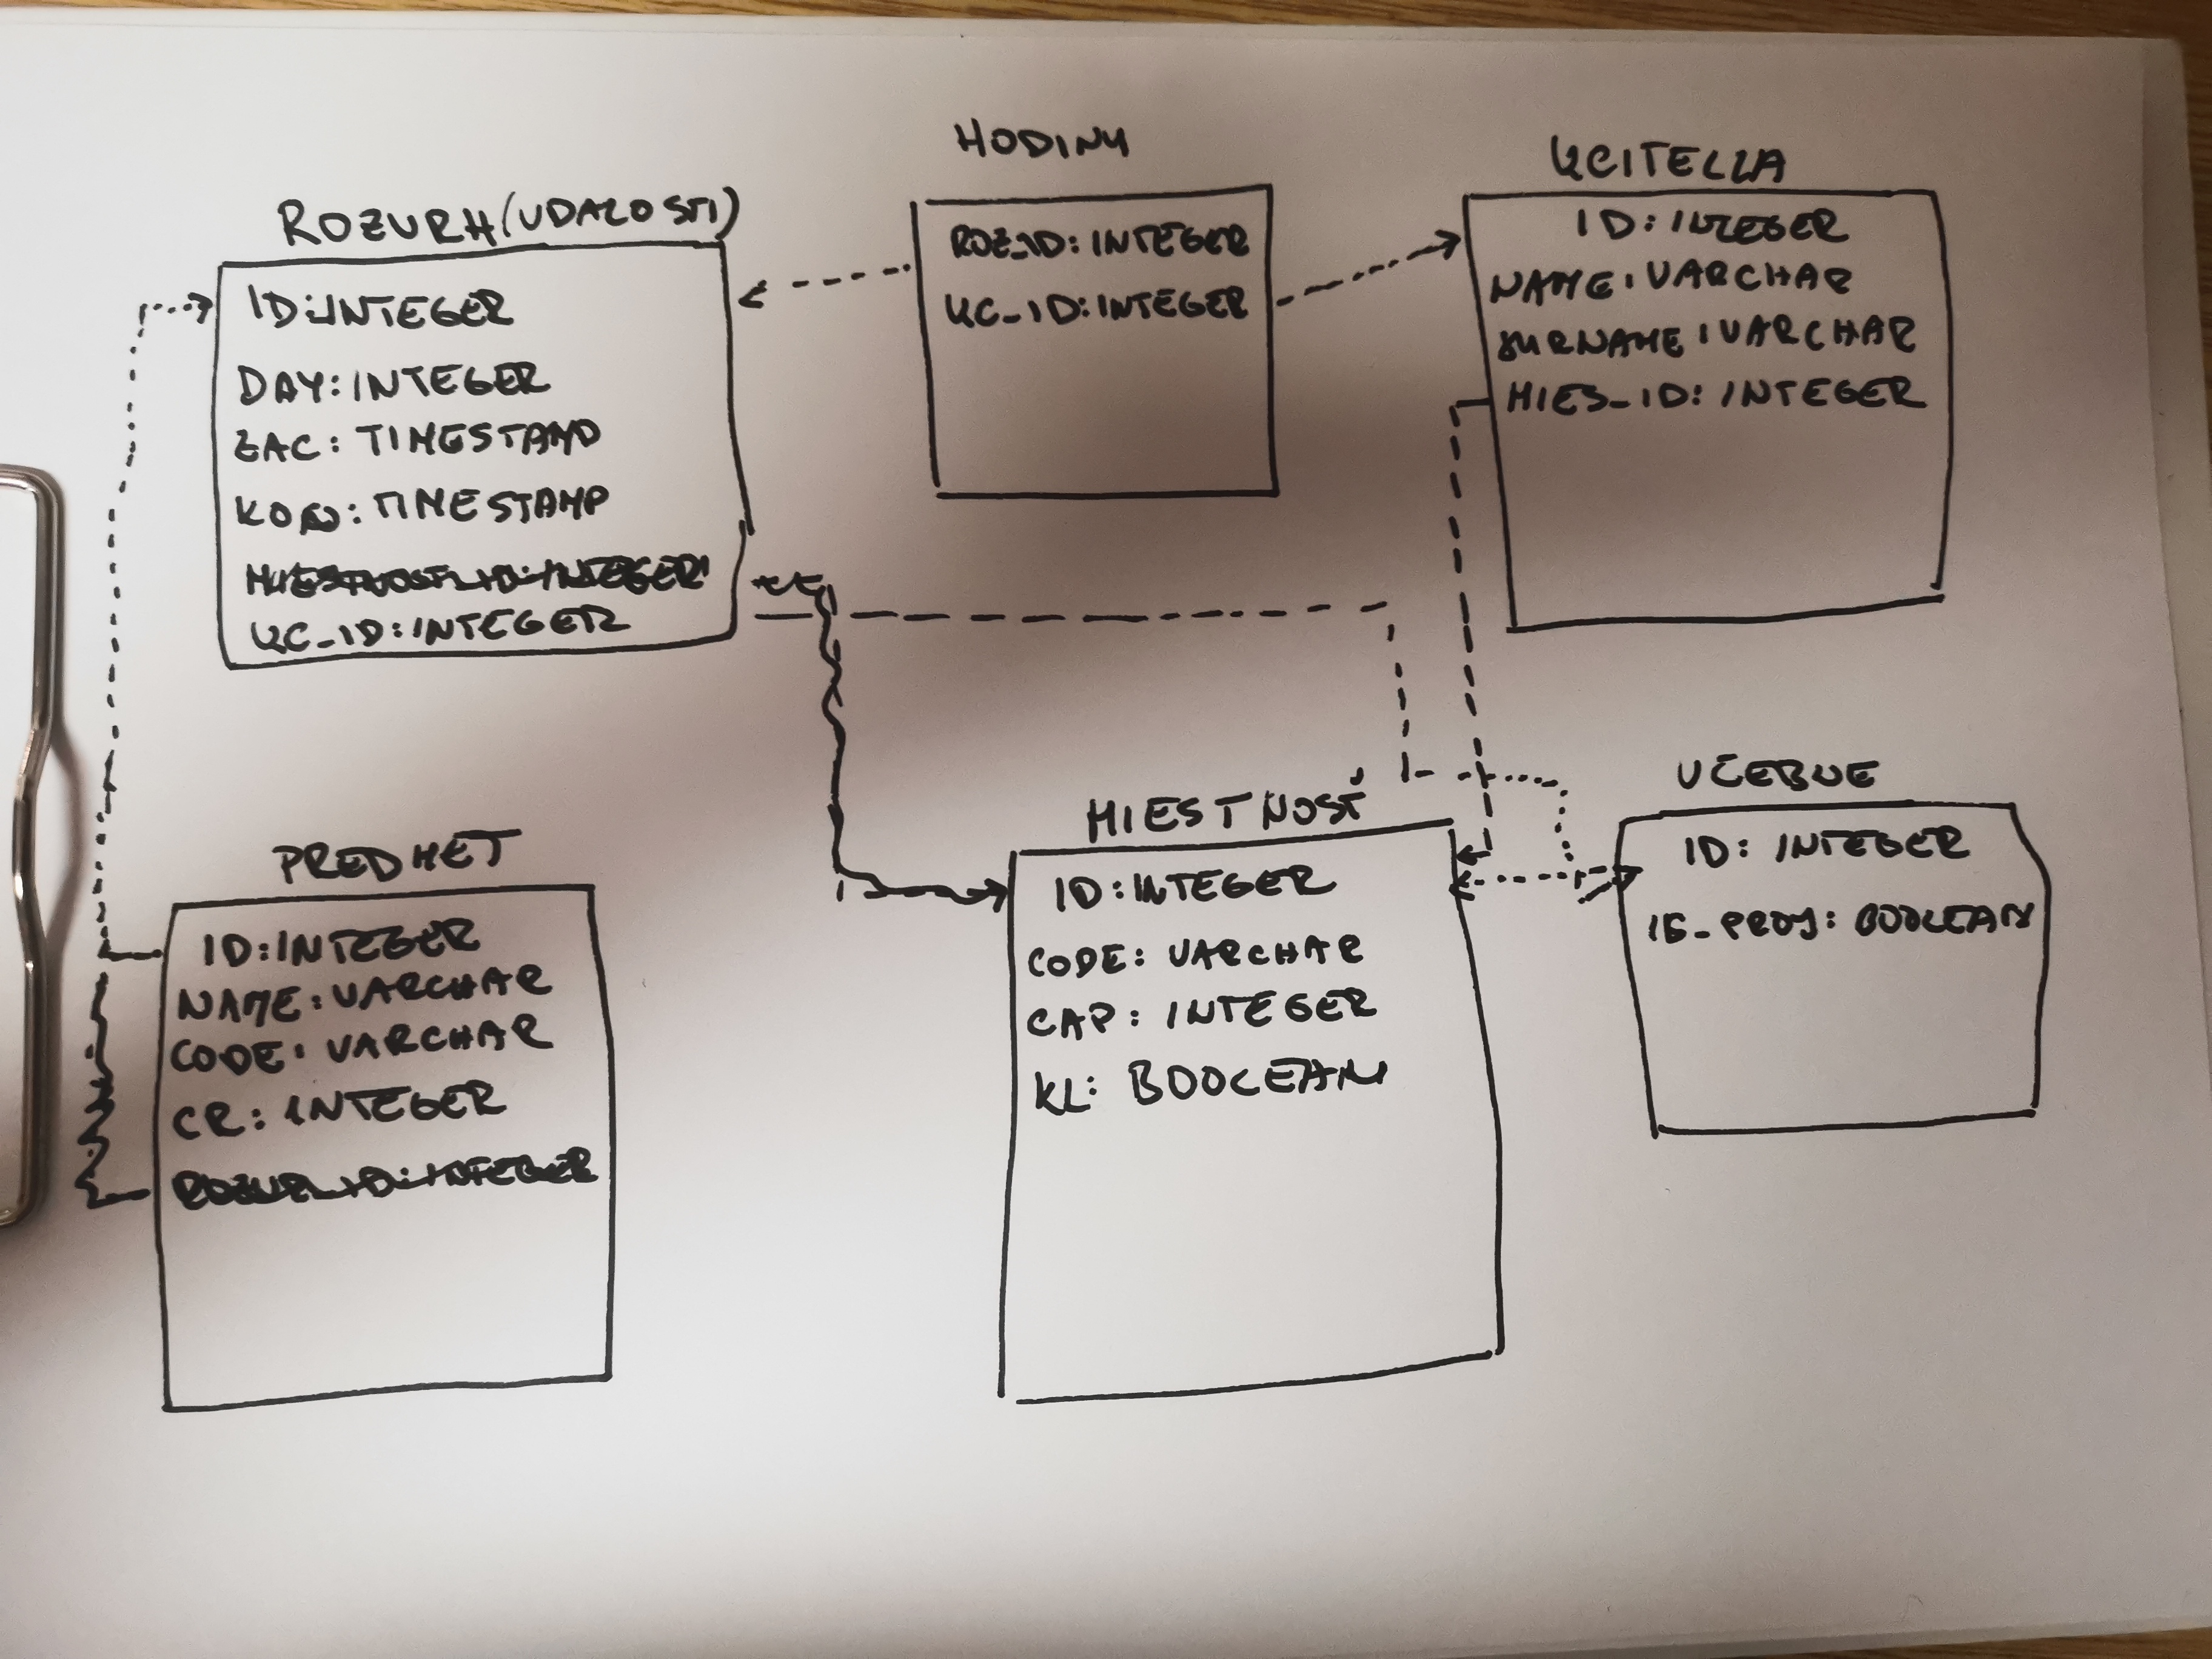 HODINY
ROZ_ID: INTEGER
UC_ID: INTEGER
UCITELIA
ID: INTEGER
NAME: VARCHAR
SURNAME: VARCHAR
MIES_ID: INTEGER
ROZVRH (UDALOSTI)
ID: INTEGER
DAY: INTEGER
ZAC: TIMESTAMP
KON: TIMESTAMP
MIESTNOST_ID: INTEGER
UC_ID: INTEGER
PREDMET
ID: INTEGER
NAME: VARCHAR
CODE: VARCHAR
CR: INTEGER
ROZVR_ID: INTEGER
MIESTNOSŤ
ID: INTEGER
CODE: VARCHAR
CAP: INTEGER
KL: BOOLEAN
UČEBNE
ID: INTEGER
IS_PROJ: BOOLEAN